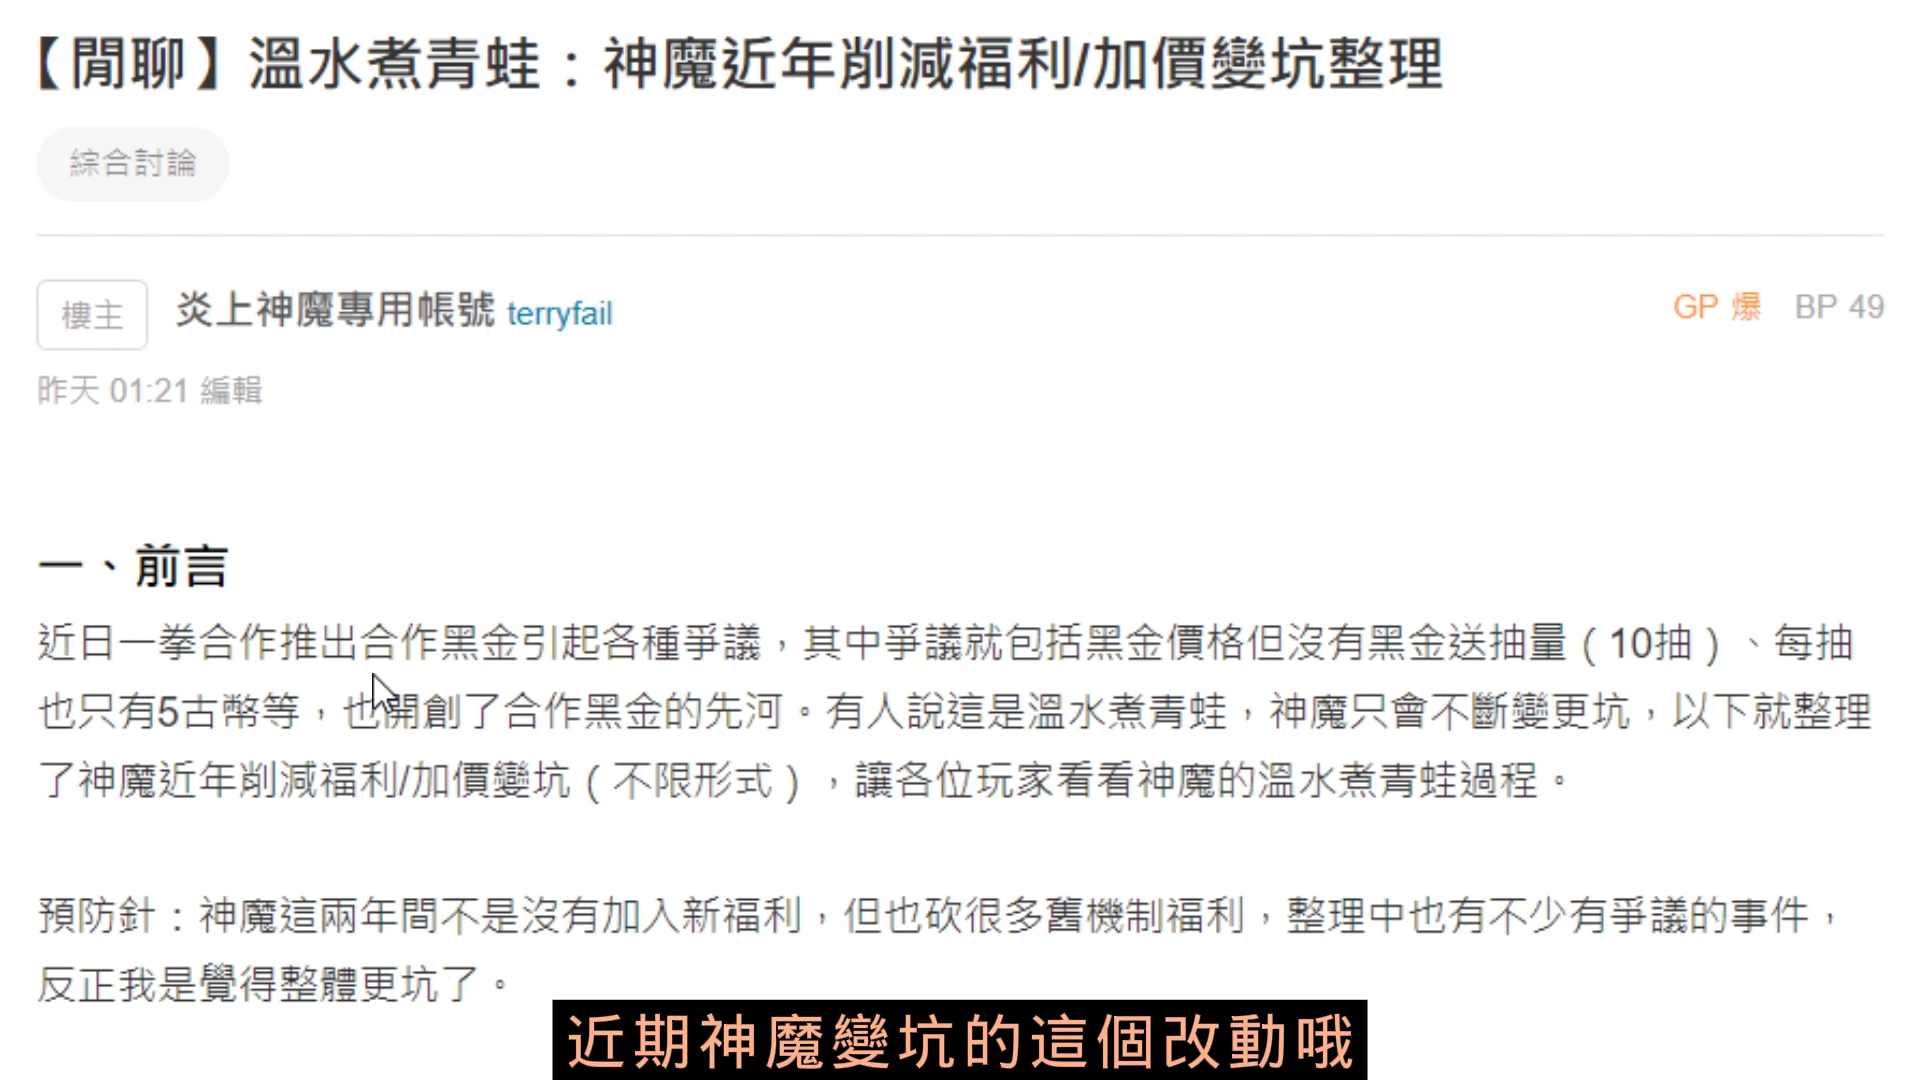 【閒聊】溫水煮青蛙：神魔近年削減福利/加價變坑整理
綜合討論
樓主 炎上神魔專用帳號 terryfail GP 爆 BP 49
昨天 01:21 編輯
一、前言
近日一拳合作推出合作黑金引起各種爭議，其中爭議就包括黑金價格但沒有黑金送抽量（10抽）、每抽
也只有5古幣等，也開創了合作黑金的先河。有人說這是溫水煮青蛙，神魔只會不斷變更坑，以下就整理
了神魔近年削減福利/加價變坑（不限形式），讓各位玩家看看神魔的溫水煮青蛙過程。
預防針：神魔這兩年間不是沒有加入新福利，但也砍很多舊機制福利，整理中也有不少有爭議的事件，
反正我是覺得整體更坑了。
近期神魔變坑的這個改動哦